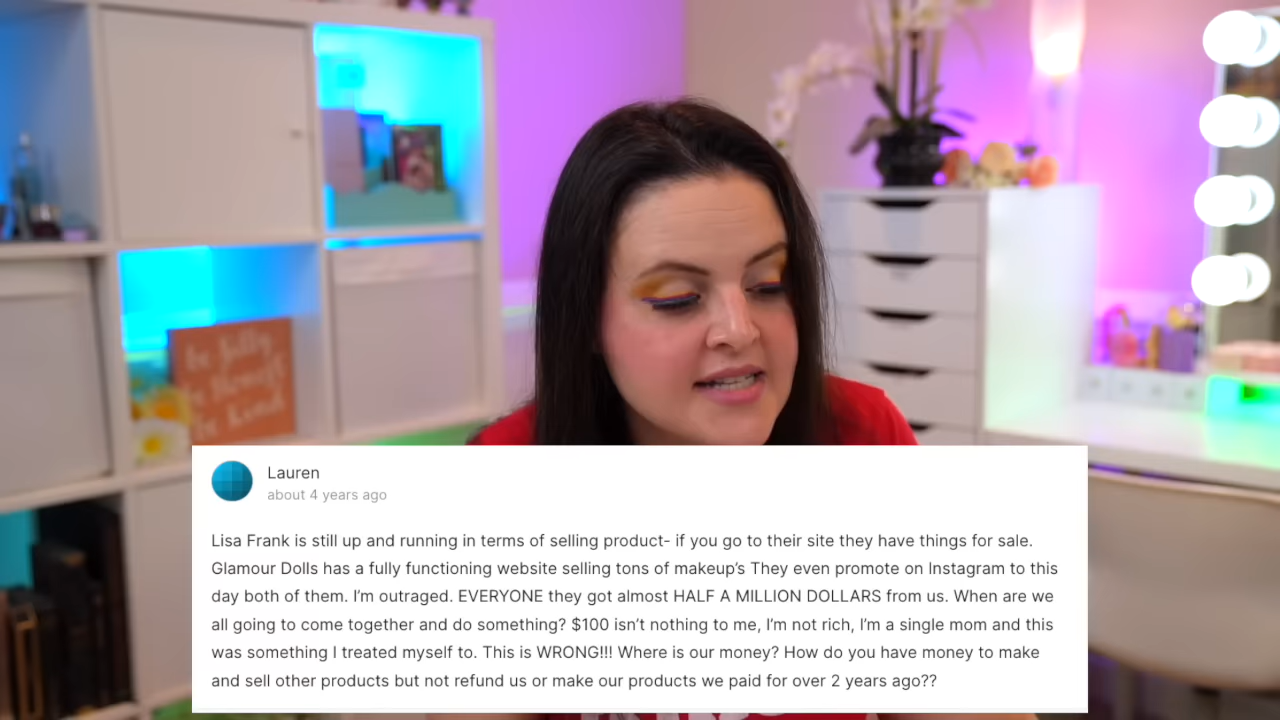 be silly
be thoughtful
be kind
Lauren
about 4 years ago
Lisa Frank is still up and running in terms of selling product- if you go to their site they have things for sale.
Glamour Dolls has a fully functioning website selling tons of makeup’s They even promote on Instagram to this
day both of them. I’m outraged. EVERYONE they got almost HALF A MILLION DOLLARS from us. When are we
all going to come together and do something? $100 isn’t nothing to me, I’m not rich, I’m a single mom and this
was something I treated myself to. This is WRONG!!! Where is our money? How do you have money to make
and sell other products but not refund us or make our products we paid for over 2 years ago??